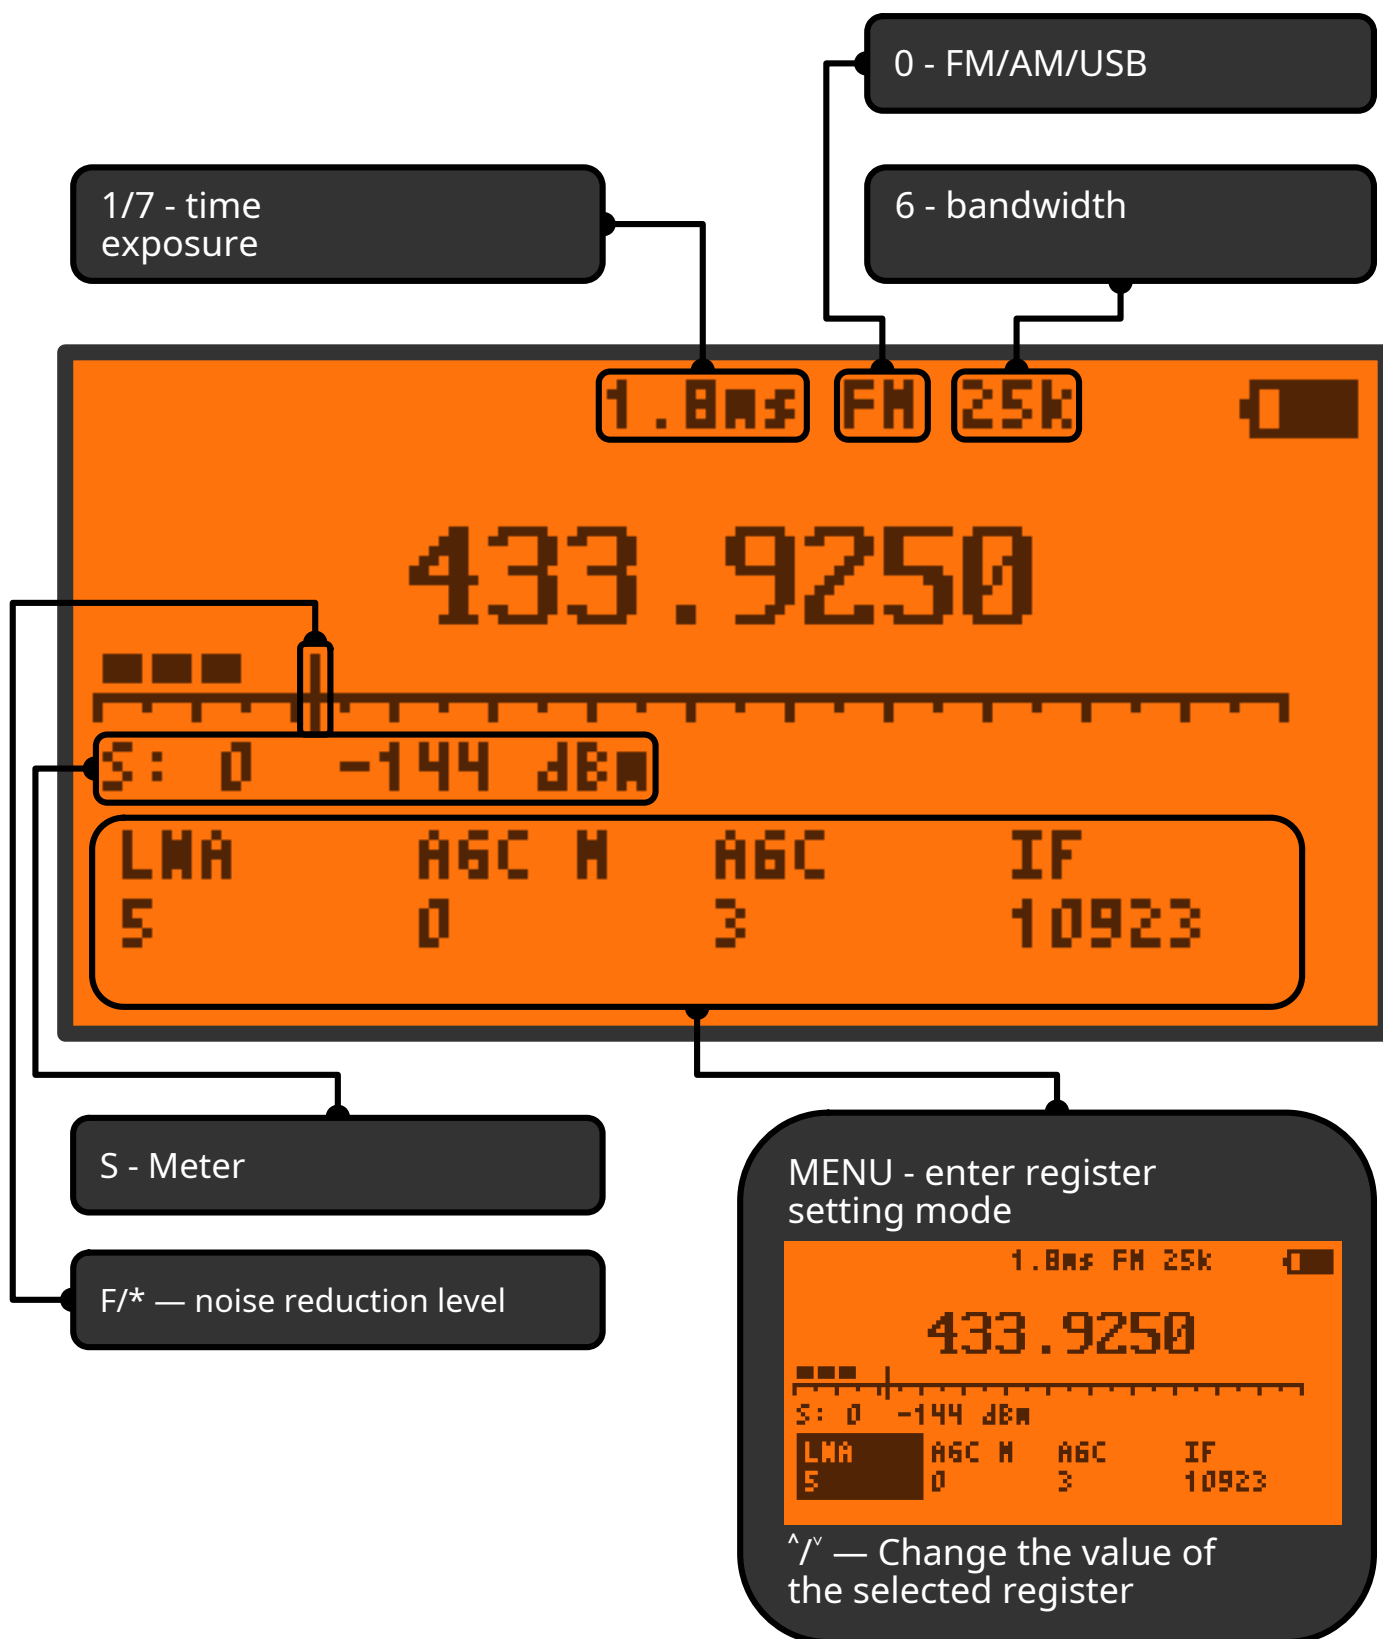 0 - FM/AM/USB
1/7 - time
exposure
6 - bandwidth
1.8ms FM 25k
433.9250
S: 0 -144 dBm
LNA AGC M AGC IF
5 0 3 10923
S - Meter
F/* — noise reduction level
MENU - enter register
setting mode
1.8ms FM 25k
433.9250
S: 0 -144 dBm
LNA AGC M AGC IF
5 0 3 10923
^/˅ — Change the value of
the selected register